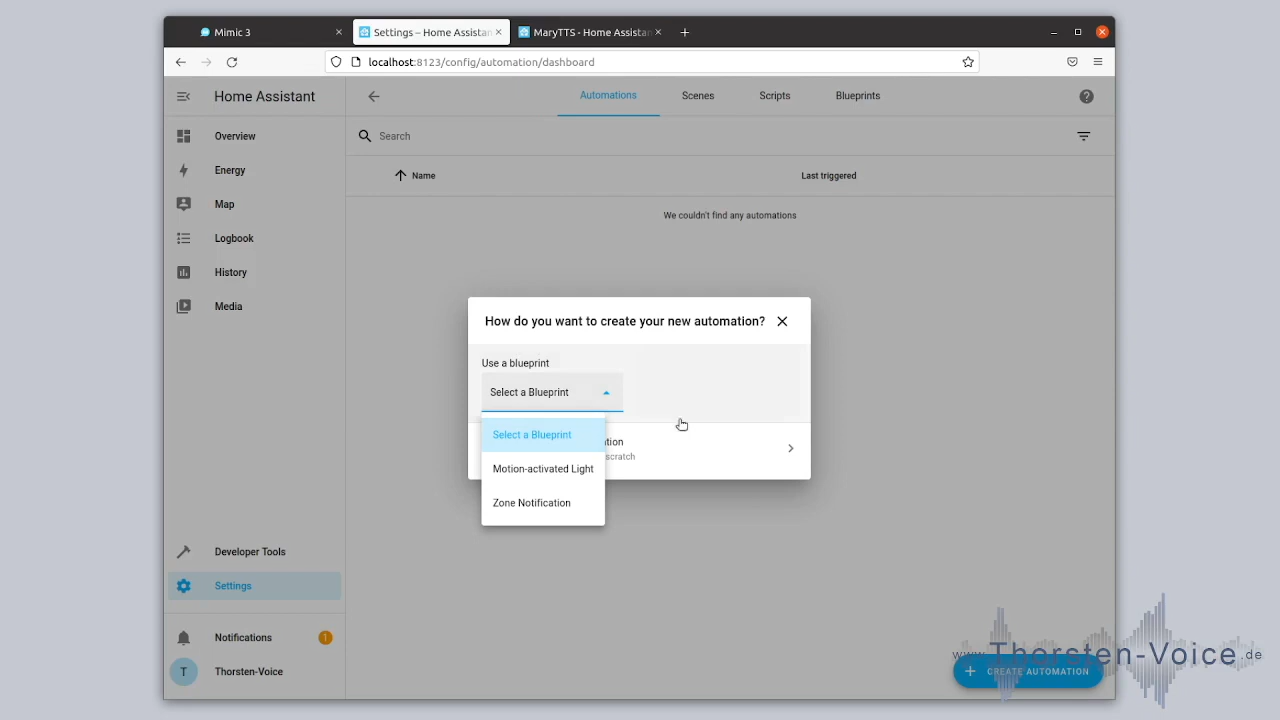 Mimic 3
Settings – Home Assistan
MaryTTS - Home Assistan
localhost:8123/config/automation/dashboard
Home Assistant
Automations
Scenes
Scripts
Blueprints
Overview
Search
Energy
Name
Last triggered
Map
We couldn't find any automations
Logbook
History
Media
How do you want to create your new automation?
Use a blueprint
Select a Blueprint
Select a Blueprint
ation
scratch
Motion-activated Light
Zone Notification
Developer Tools
Settings
Notifications
1
T
Thorsten-Voice
www.Thorsten-Voice.de
CREATE AUTOMATION